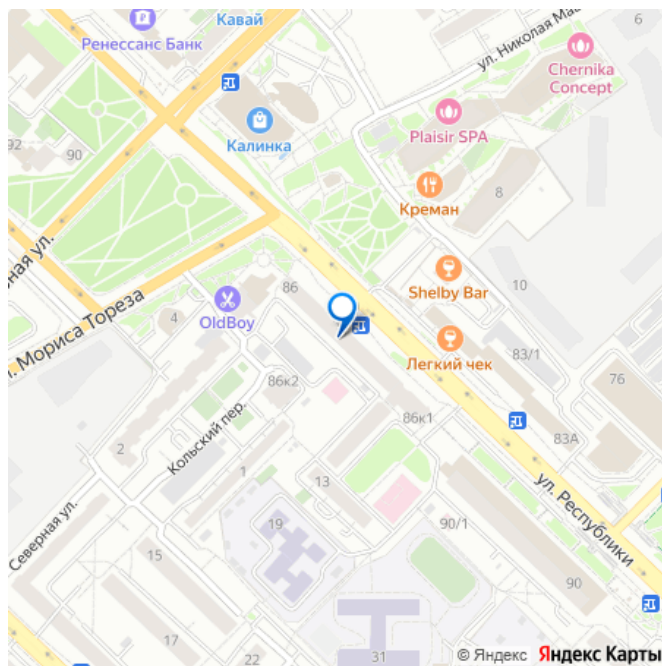 Кавай
Ренессанс Банк
6
ул. Николая Мая
Chernika
Concept
Plaisir SPA
Калинка
92
90
Креман
8
ная ул.
86
Shelby Bar
10
OldBoy
4
л. Мориса Тореза
Легкий чек
83/1
76
86к2
86к1
83А
Кольский пер.
2
1
13
ул. Республики
19
90/1
Северная ул.
15
90
17
22
31
© Яндекс Яндекс Карты